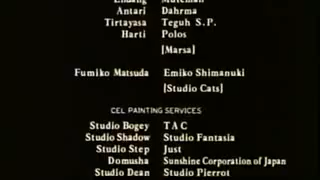 Antari Dahrma
Tirtayasa Teguh S.P.
Harti Polos
[Marsa]
Fumiko Matsuda Emiko Shimanuki
[Studio Cats]
CEL PAINTING SERVICES
Studio Bogey T A C
Studio Shadow Studio Fantasia
Studio Step Just
Domusha Sunshine Corporation of Japan
Studio Dean Studio Pierrot